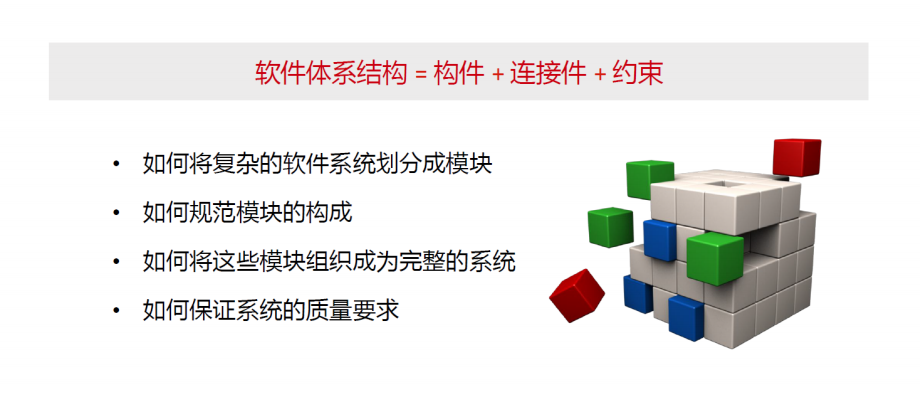 软件体系结构 = 构件 + 连接件 + 约束
• 如何将复杂的软件系统划分成模块
• 如何规范模块的构成
• 如何将这些模块组织成为完整的系统
• 如何保证系统的质量要求